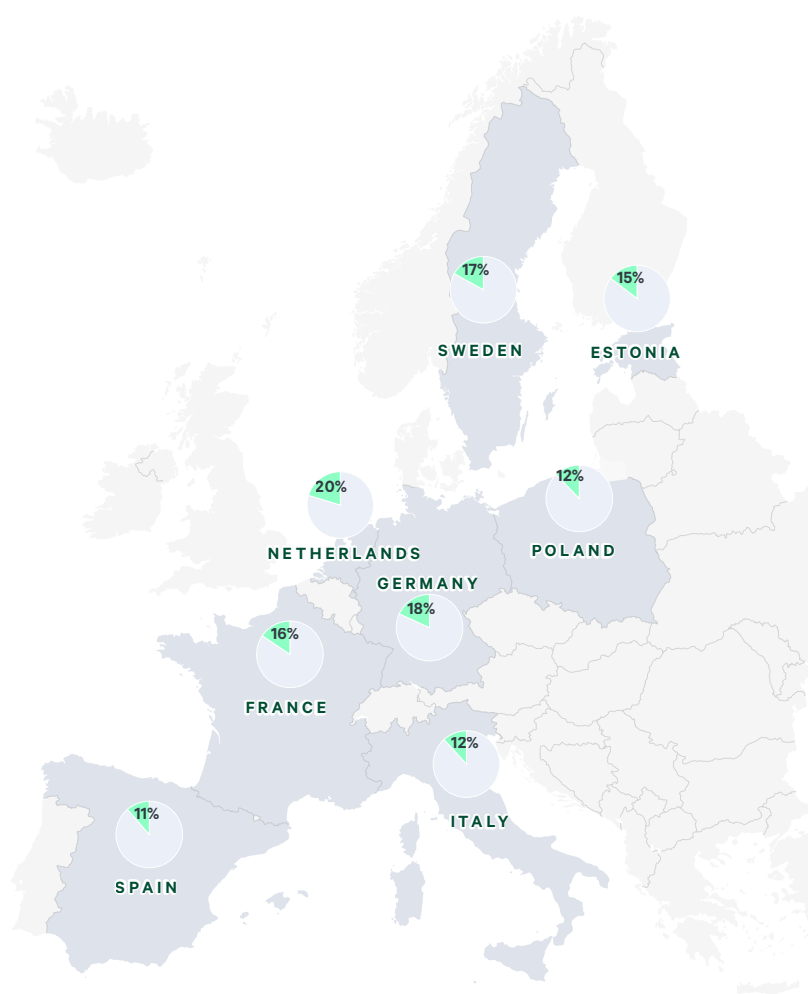 17%
SWEDEN
15%
ESTONIA
20%
NETHERLANDS
12%
POLAND
GERMANY
18%
16%
FRANCE
12%
ITALY
11%
SPAIN